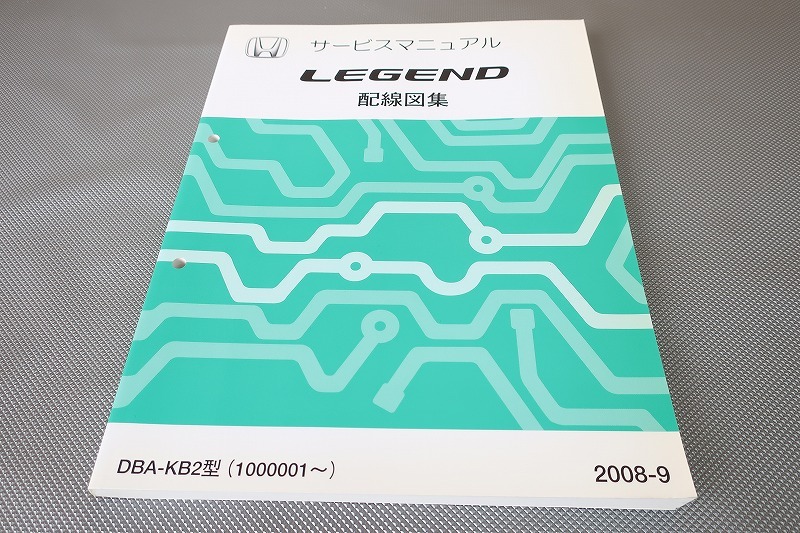 サービスマニュアル
LEGEND
配線図集
DBA-KB2型（1000001〜）
2008-9